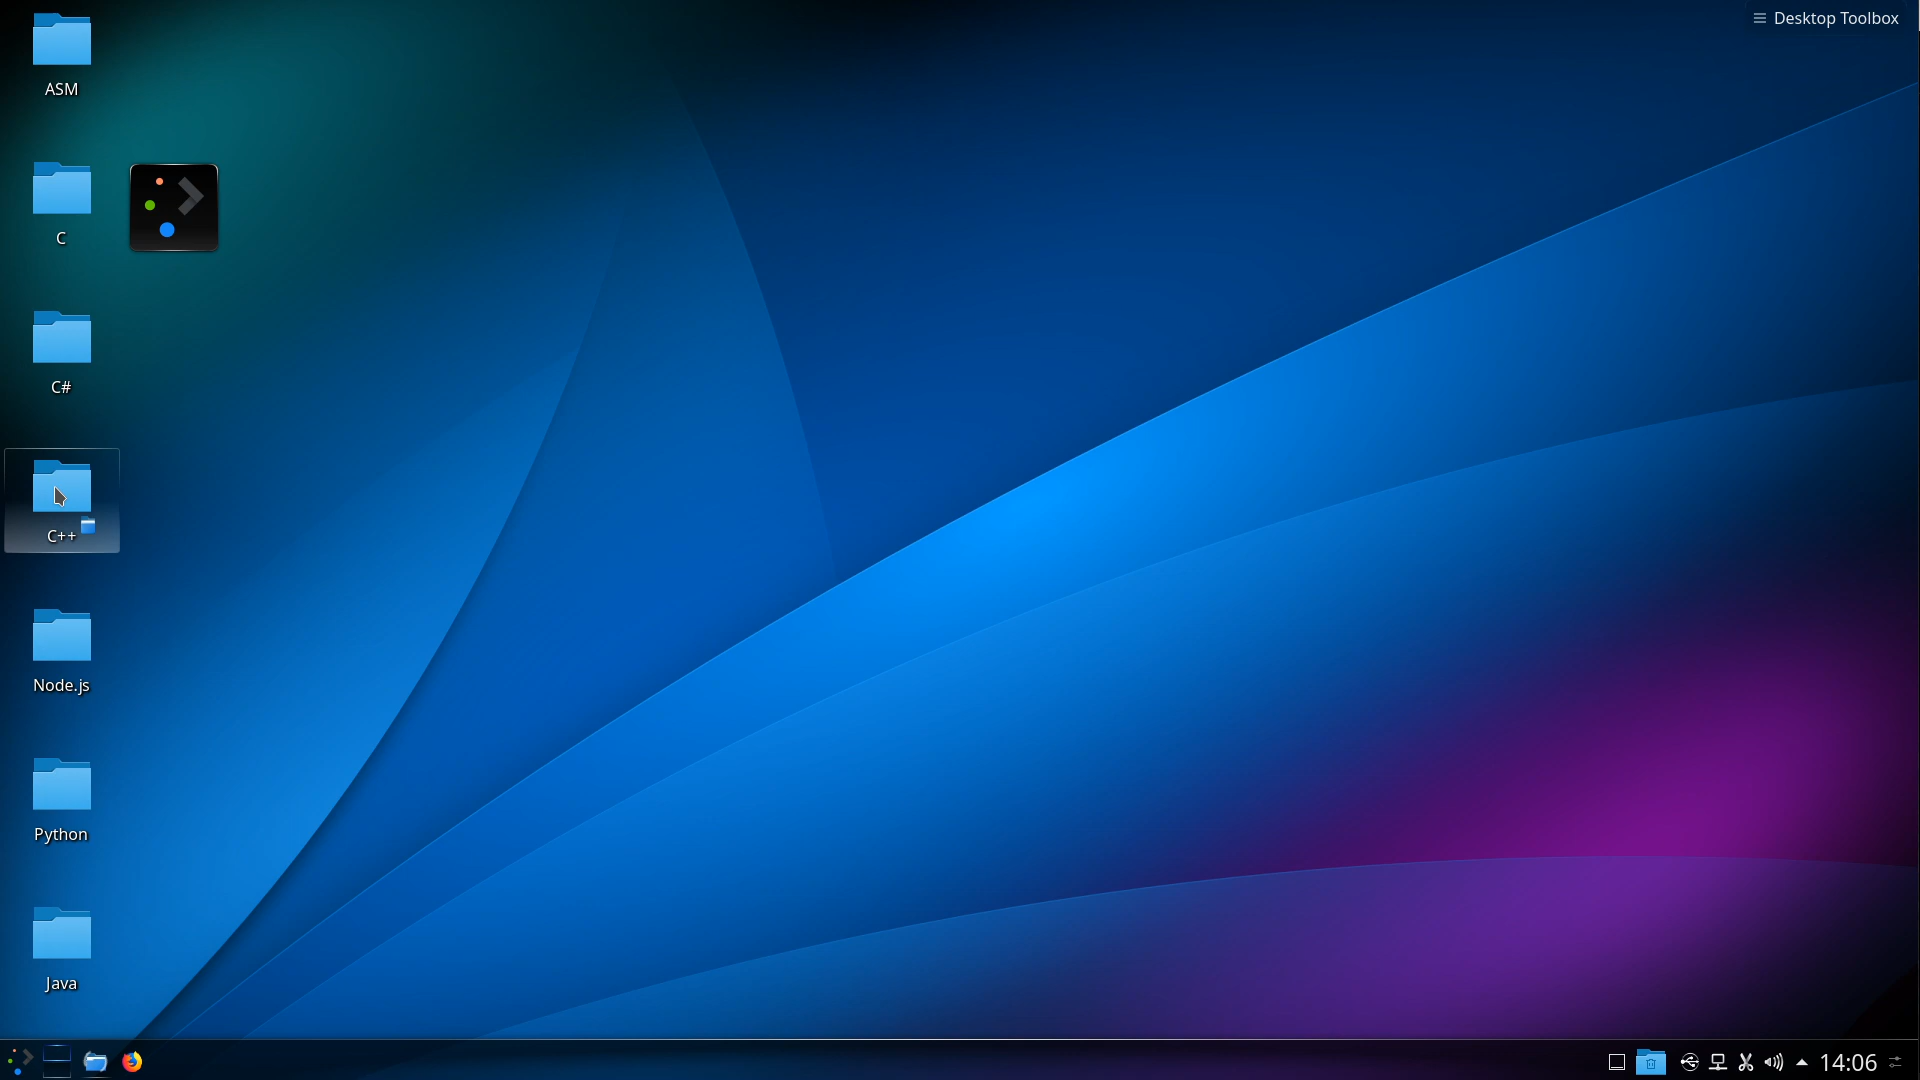 Desktop Toolbox
ASM
C
C#
C++
Node.js
Python
Java
14:06